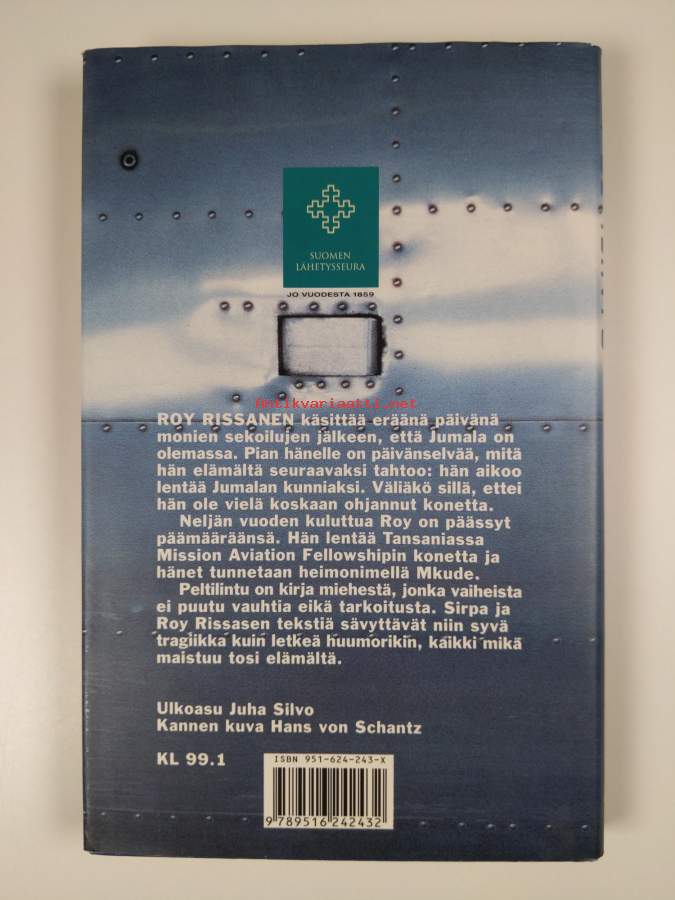 SUOMEN
LÄHETYSSEURA
JO VUODESTA 1859
antikvariaatti.net
ROY RISSANEN käsittää eräänä päivänä
monien sekoilujen jälkeen, että Jumala on
olemassa. Pian hänelle on päivänselvää, mitä
hän elämältä seuraavaksi tahtoo: hän aikoo
lentää Jumalan kunniaksi. Väliäkö sillä, ettei
hän ole vielä koskaan ohjannut konetta.
Neljän vuoden kuluttua Roy on päässyt
päämääräänsä. Hän lentää Tansaniassa
Mission Aviation Fellowshipin konetta ja
hänet tunnetaan heimonimellä Mkude.
Peltilintu on kirja miehestä, jonka vaiheista
ei puutu vauhtia eikä tarkoitusta. Sirpa ja
Roy Rissasen tekstiä sävyttävät niin syvä
tragiikka kuin letkeä huumorikin, kaikki mikä
maistuu tosi elämältä.
Ulkoasu Juha Silvo
Kannen kuva Hans von Schantz
KL 99.1
ISBN 951-624-243-X
9 789516 242432